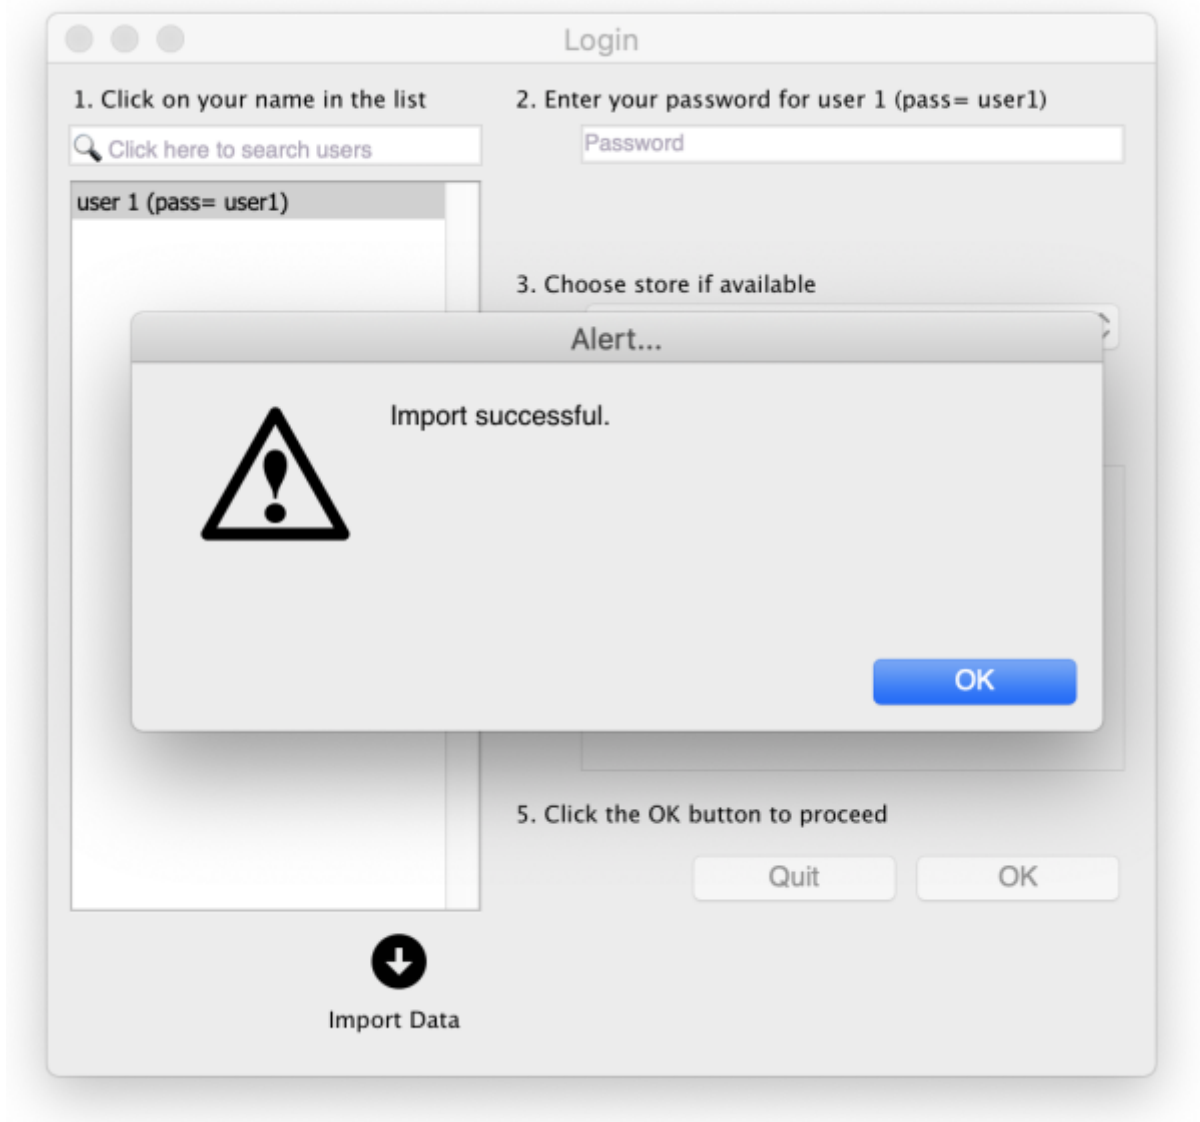 Login
1. Click on your name in the list
Click here to search users
user 1 (pass= user1)
2. Enter your password for user 1 (pass= user1)
Password
3. Choose store if available
Alert...
Import successful.
OK
5. Click the OK button to proceed
Quit
OK
Import Data